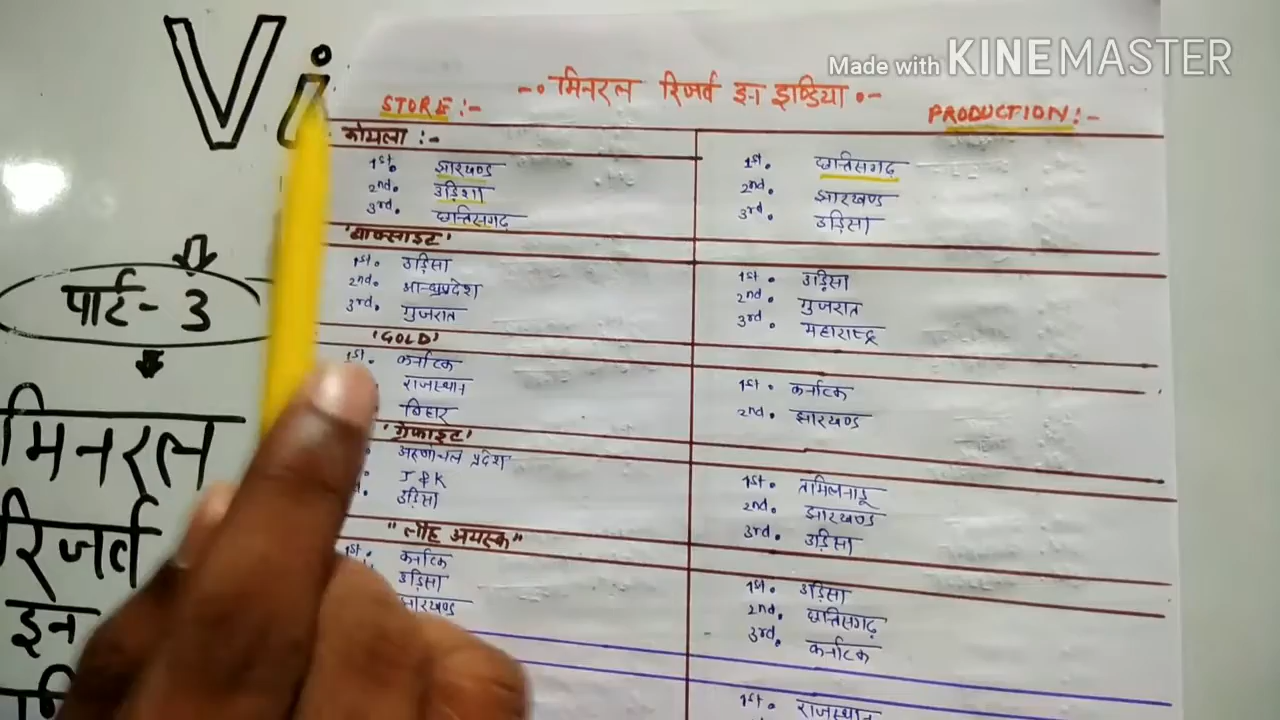 Vi
Made with KINEMASTER
-• मिनरल रिजर्व इन इण्डिया •-
STORE :-
PRODUCTION :-
कोयला :-
1st. झारखण्ड
2nd. उड़िशा
3rd. छत्तिसगढ़
1st. छत्तिसगढ़
2nd. झारखण्ड
3rd. उड़िसा
'बाक्साइट'
1st. उड़िसा
2nd. आन्ध्रप्रदेश
3rd. गुजरात
1st. उड़िसा
2nd. गुजरात
3rd. महाराष्ट्र
'GOLD'
1st. कर्नाटक
राजस्थान
बिहार
1st. कर्नाटक
2nd. झारखण्ड
'ग्रेफाइट'
अरुणाचल प्रदेश
J & K
उड़िसा
1st. तामिलनाडू
2nd. झारखण्ड
3rd. उड़िसा
"लौह अयस्क"
1st. कर्नाटक
उड़िसा
झारखण्ड
1st. उड़िसा
2nd. छत्तिसगढ़
3rd. कर्नाटक
1st. राजस्थान
पार्ट - 3
मिनरल
रिजर्व
इन